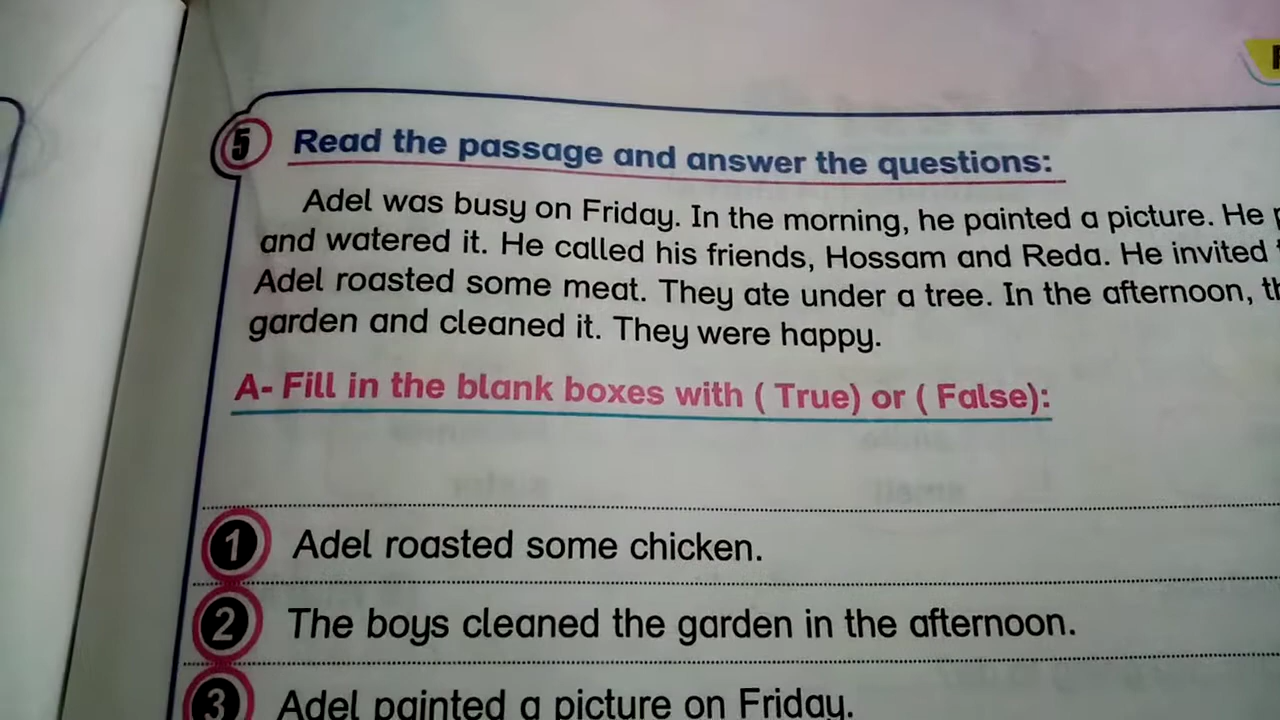 5 Read the passage and answer the questions:
Adel was busy on Friday. In the morning, he painted a picture. He
and watered it. He called his friends, Hossam and Reda. He invited
Adel roasted some meat. They ate under a tree. In the afternoon,
garden and cleaned it. They were happy.
A- Fill in the blank boxes with ( True) or ( False):
1 Adel roasted some chicken.
2 The boys cleaned the garden in the afternoon.
3 Adel painted a picture on Friday.